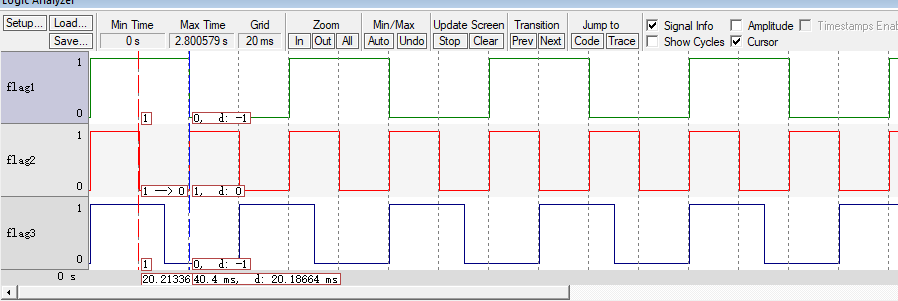 Logic Analyzer
Setup... Load... Min Time Max Time Grid Zoom Min/Max Update Screen Transition Jump to Signal Info Amplitude Timestamps Enab
Save... 0 s 2.800579 s 20 ms In Out All Auto Undo Stop Clear Prev Next Code Trace Show Cycles Cursor
1
flag1
0 1 0, d: -1
1
flag2
0 1 --> 0 1, d: 0
1
flag3
0 1 0, d: -1
0 s 20.21336 40.4 ms, d: 20.18664 ms